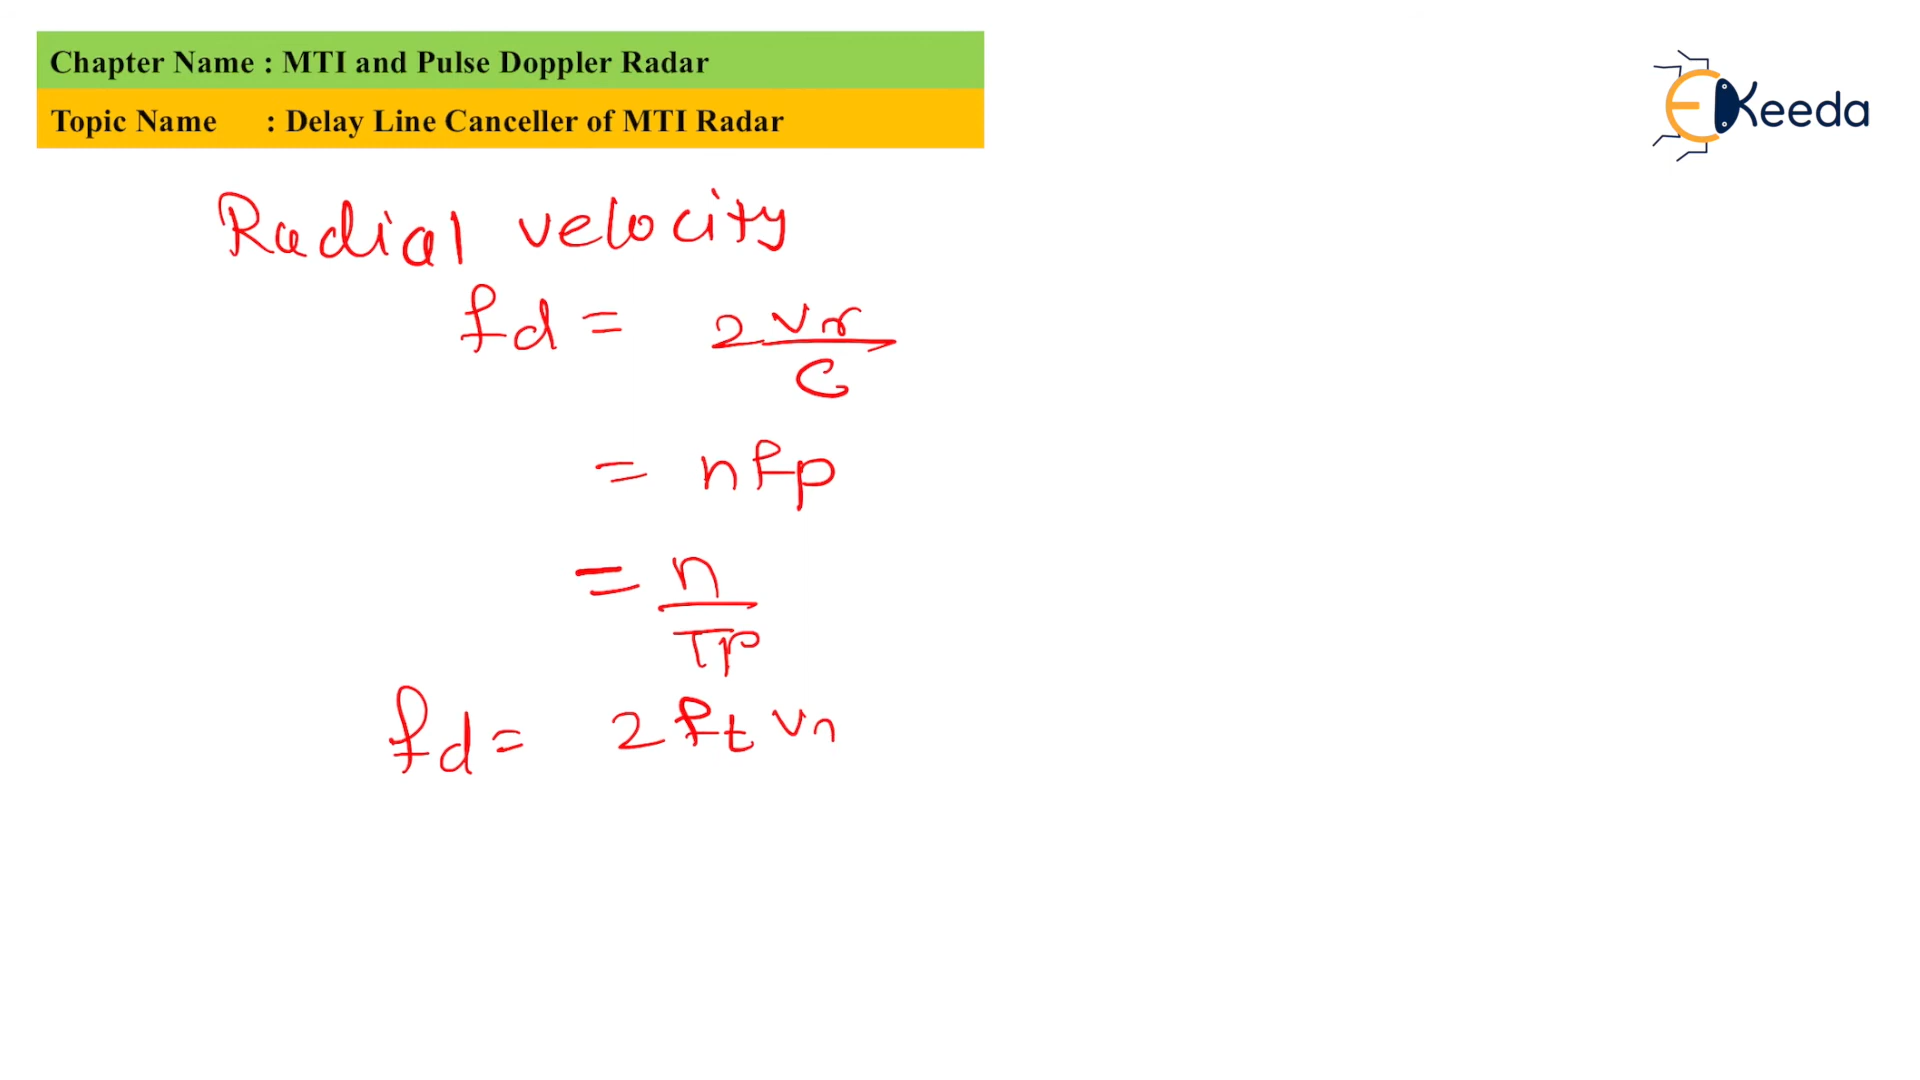 Chapter Name : MTI and Pulse Doppler Radar
Topic Name : Delay Line Canceller of MTI Radar
EKeeda
Radial velocity
fd = 2vr/C
= nfp
= n/Tp
fd = 2ft vr